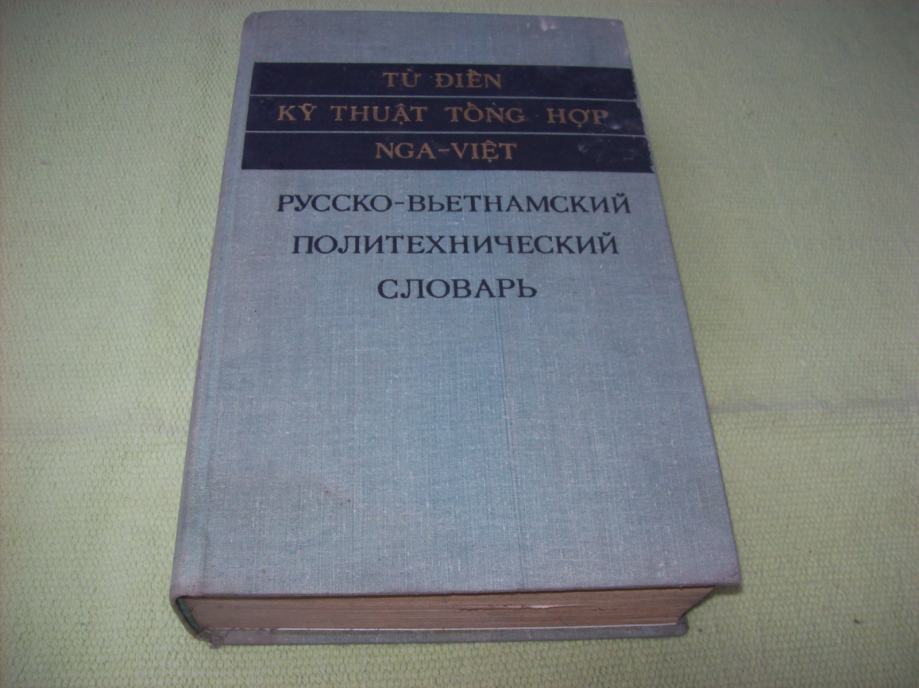 TỪ ĐIỂN
KỸ THUẬT TỔNG HỢP
NGA-VIỆT
РУССКО-ВЬЕТНАМСКИЙ
ПОЛИТЕХНИЧЕСКИЙ
СЛОВАРЬ